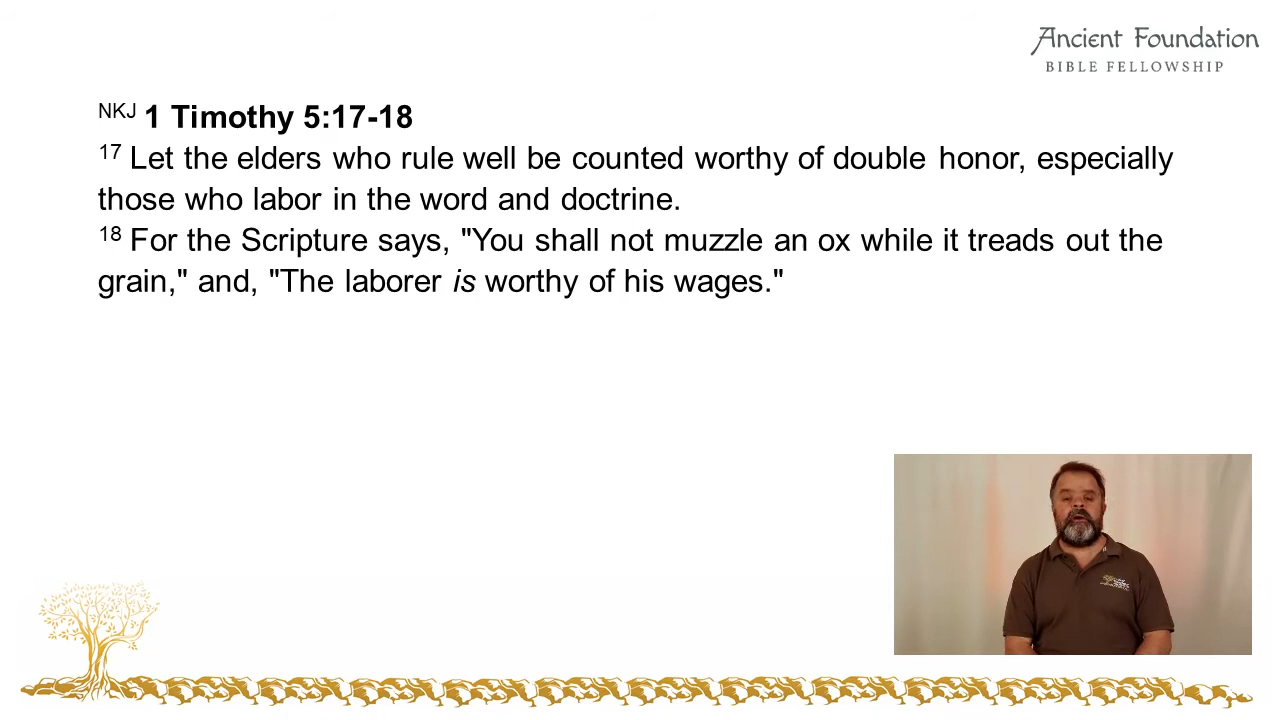 Ancient Foundation
BIBLE FELLOWSHIP
NKJ 1 Timothy 5:17-18
17 Let the elders who rule well be counted worthy of double honor, especially
those who labor in the word and doctrine.
18 For the Scripture says, "You shall not muzzle an ox while it treads out the
grain," and, "The laborer is worthy of his wages."